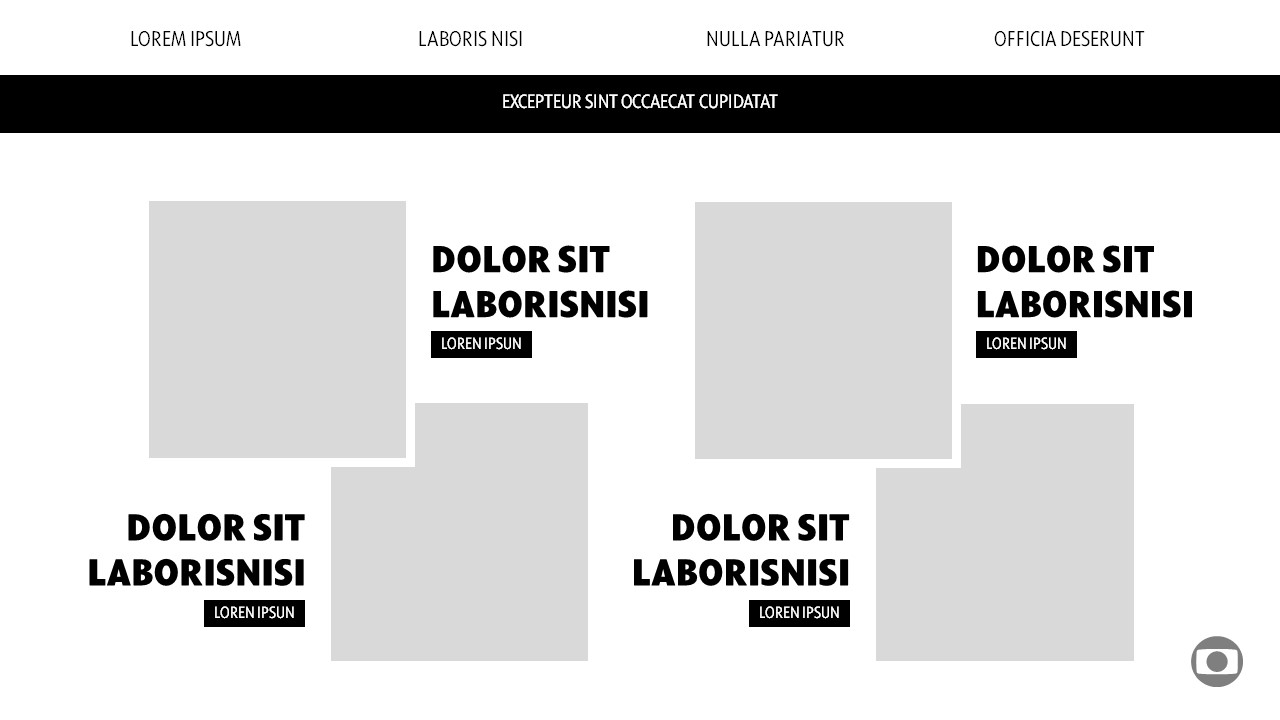 LOREM IPSUM
LABORIS NISI
NULLA PARIATUR
OFFICIA DESERUNT
EXCEPTEUR SINT OCCAECAT CUPIDATAT
DOLOR SIT
LABORISNISI
LOREN IPSUN
DOLOR SIT
LABORISNISI
LOREN IPSUN
DOLOR SIT
LABORISNISI
LOREN IPSUN
DOLOR SIT
LABORISNISI
LOREN IPSUN